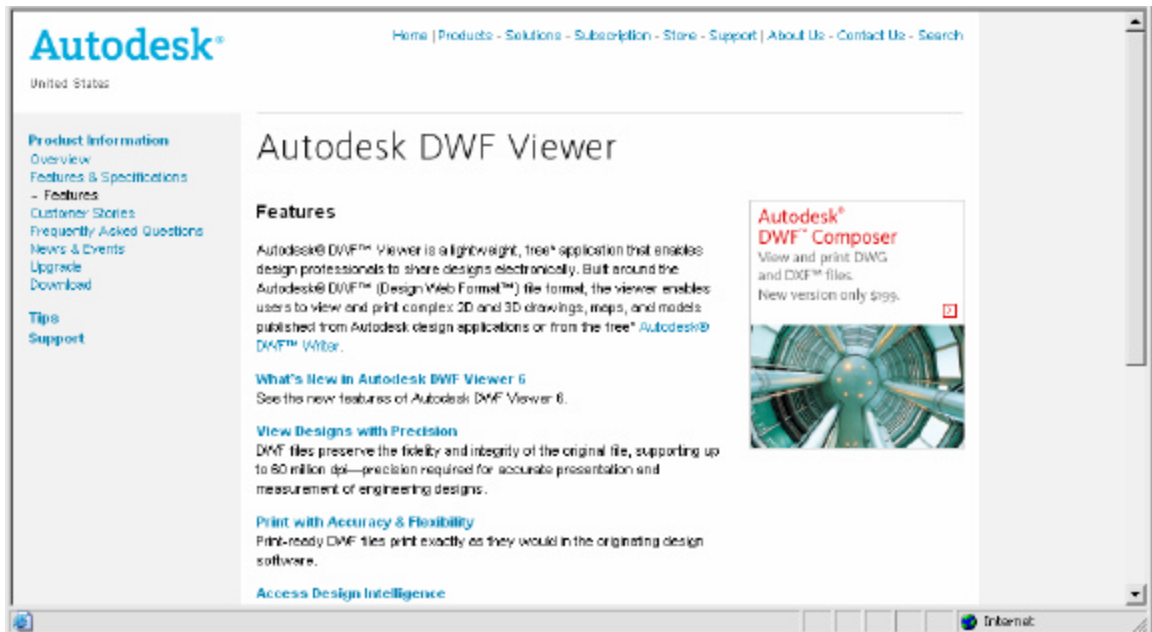 Autodesk®
United States
Home | Products - Solutions - Subscription - Store - Support | About Us - Contact Us - Search
Product Information
Overview
Features & Specifications
- Features
Customer Stories
Frequently Asked Questions
News & Events
Upgrade
Download
Tips
Support
Autodesk DWF Viewer
Features
Autodesk® DWF™ Viewer is a lightweight, free* application that enables
design professionals to share designs electronically. Built around the
Autodesk® DWF™ (Design Web Format™) file format, the viewer enables
users to view and print complex 2D and 3D drawings, maps, and models
published from Autodesk design applications or from the free* Autodesk®
DWF™ Writer.
What's New in Autodesk DWF Viewer 6
See the new features of Autodesk DWF Viewer 6.
View Designs with Precision
DWF files preserve the fidelity and integrity of the original file, supporting up
to 60 million dpi—precision required for accurate presentation and
measurement of engineering designs.
Print with Accuracy & Flexibility
Print-ready DWF files print exactly as they would in the originating design
software.
Access Design Intelligence
Autodesk®
DWF™ Composer
View and print DWG
and DXF™ files.
New version only $199.
Internet